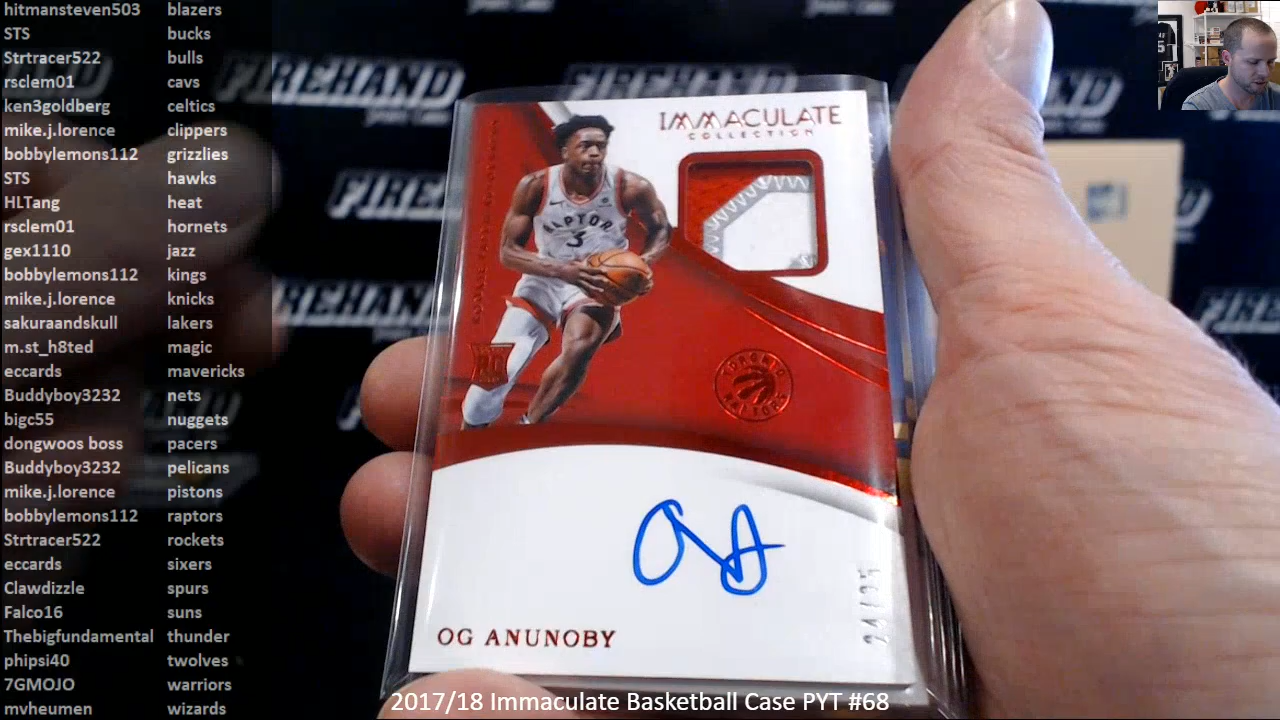 hitmansteven503 blazers
STS bucks
Strtracer522 bulls
rsclem01 cavs
ken3goldberg celtics
mike.j.lorence clippers
bobbylemons112 grizzlies
STS hawks
HLTang heat
rsclem01 hornets
gex1110 jazz
bobbylemons112 kings
mike.j.lorence knicks
sakuraandskull lakers
m.st_h8ted magic
eccards mavericks
Buddyboy3232 nets
bigc55 nuggets
dongwoos boss pacers
Buddyboy3232 pelicans
mike.j.lorence pistons
bobbylemons112 raptors
Strtracer522 rockets
eccards sixers
Clawdizzle spurs
Falco16 suns
Thebigfundamental thunder
phipsi40 twolves
7GMOJO warriors
mvheumen wizards
FIREHAND
FIREHAND
FIREHAND
FIREHAND
IMMACULATE
COLLECTION
RAPTORS
3
RC
TORONTO
RAPTORS
OG ANUNOBY
2017/18 Immaculate Basketball Case PYT #68